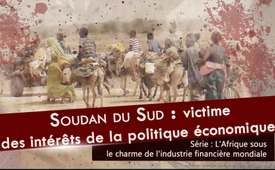 SOUDAN DU SUD : victime
des intérêts de la politique économique
Série : L'Afrique sous
le charme de l'industrie financière mondiale